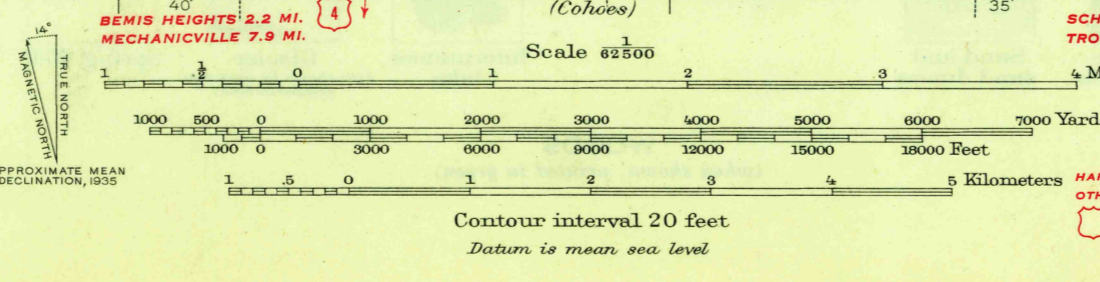 40'
(Cohoes)
35'
BEMIS HEIGHTS 2.2 MI.
MECHANICVILLE 7.9 MI.
4
SCH
TRO
14°
TRUE NORTH
MAGNETIC NORTH
PPROXIMATE MEAN
DECLINATION, 1935
Scale 1/62500
1 1/2 0 1 2 3 4 M
1000 500 0 1000 2000 3000 4000 5000 6000 7000 Yard
1000 0 3000 6000 9000 12000 15000 18000 Feet
1 .5 0 1 2 3 4 5 Kilometers
HAR
OTH
Contour interval 20 feet
Datum is mean sea level